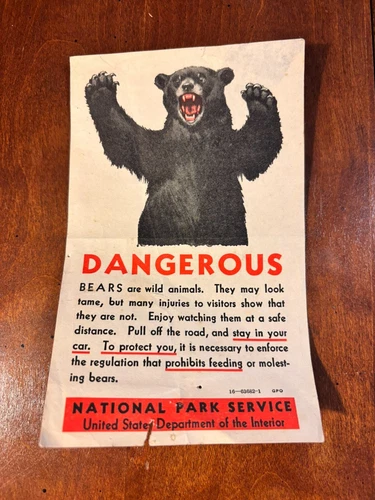 DANGEROUS
BEARS are wild animals. They may look
tame, but many injuries to visitors show that
they are not. Enjoy watching them at a safe
distance. Pull off the road, and stay in your
car. To protect you, it is necessary to enforce
the regulation that prohibits feeding or molest-
ing bears.
16—63682-1 GPO
NATIONAL PARK SERVICE
United States Department of the Interior